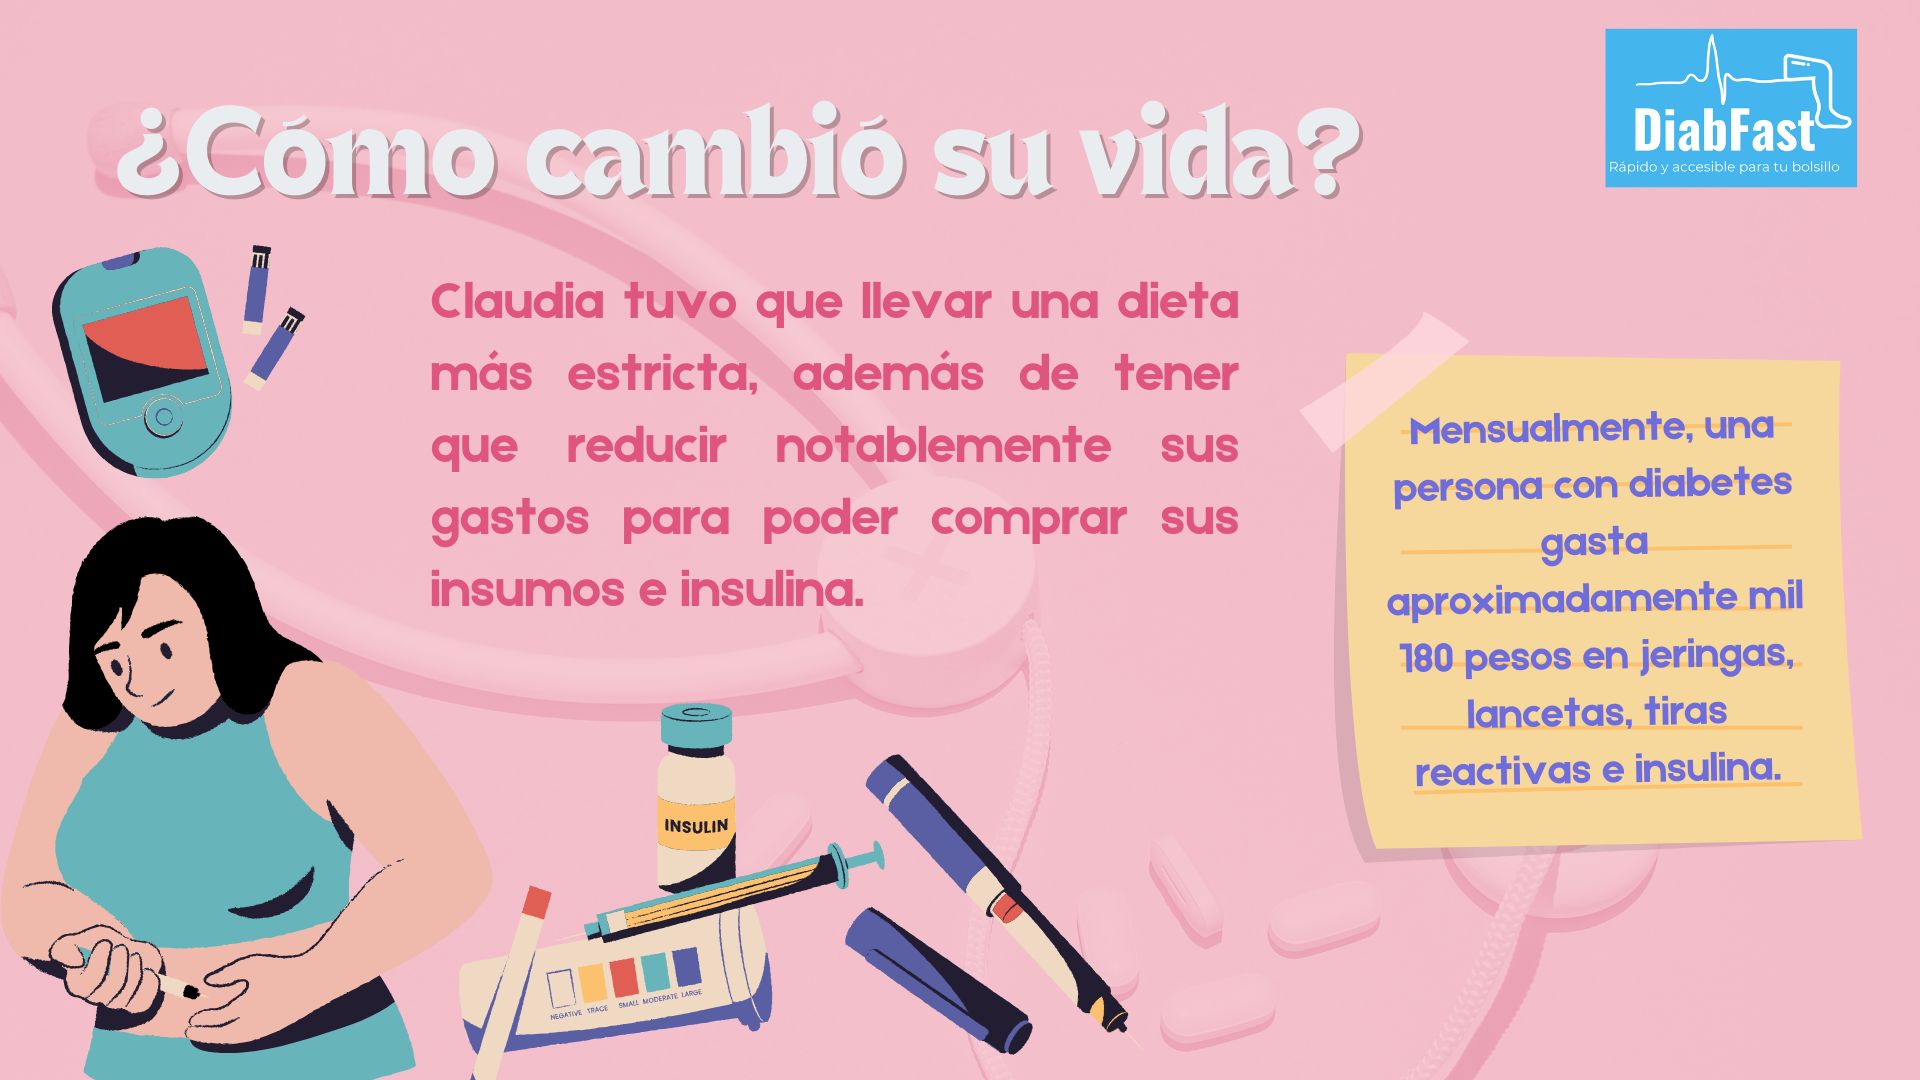 ¿Cómo cambió su vida?
DiabFast
Rápido y accesible para tu bolsillo
Claudia tuvo que llevar una dieta
más estricta, además de tener
que reducir notablemente sus
gastos para poder comprar sus
insumos e insulina.
Mensualmente, una
persona con diabetes
gasta
aproximadamente mil
180 pesos en jeringas,
lancetas, tiras
reactivas e insulina.
INSULIN
NEGATIVE TRACE SMALL MODERATE LARGE